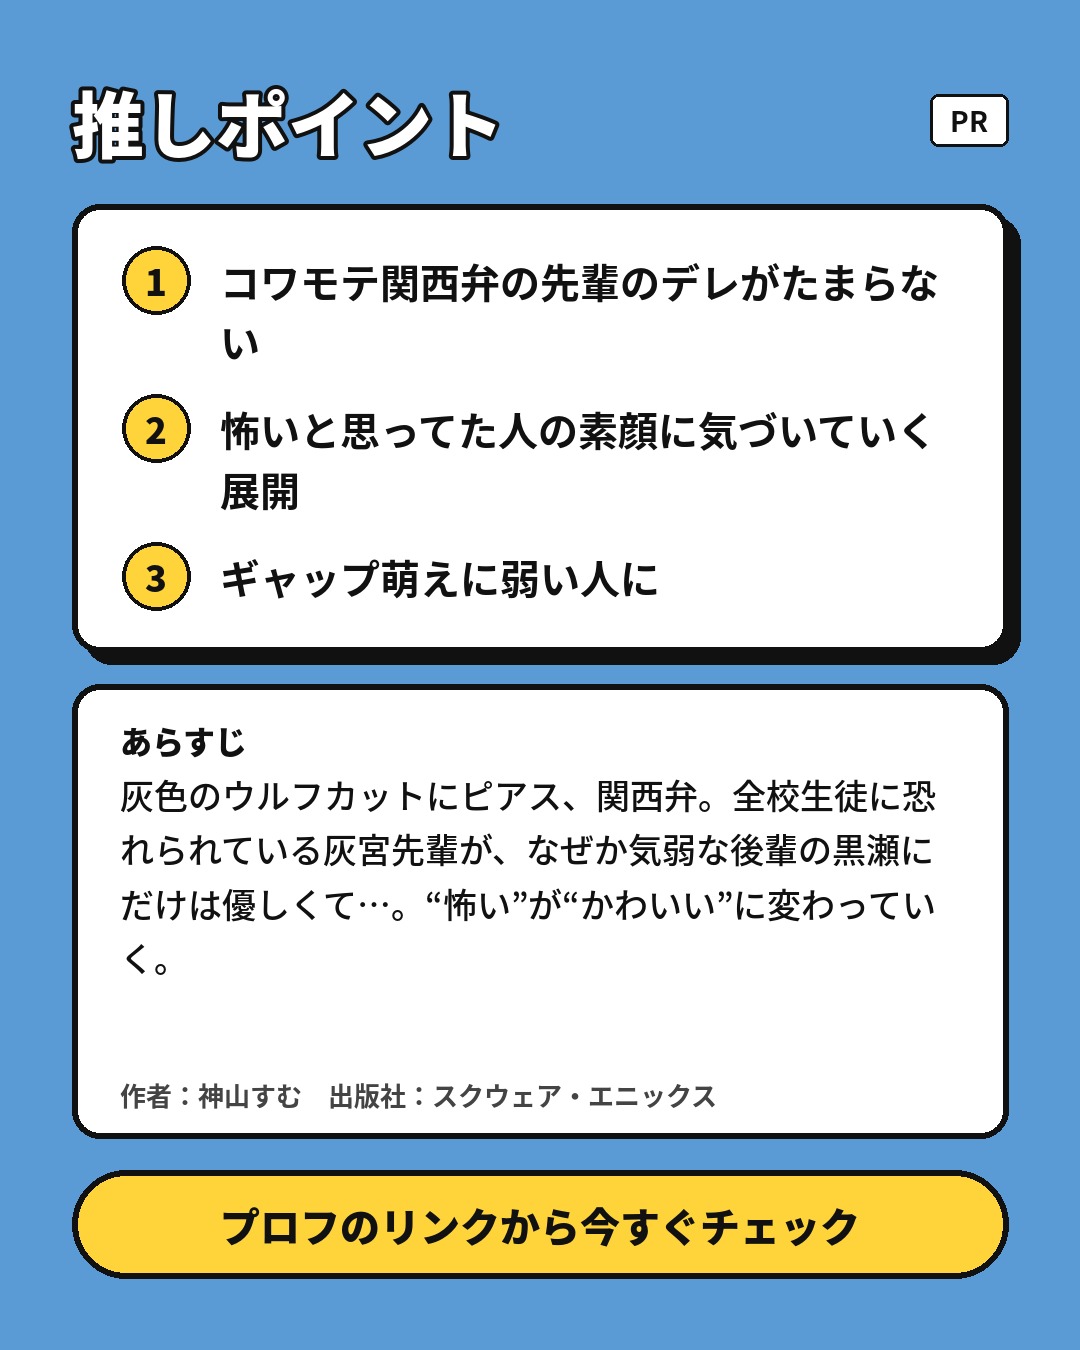 推しポイント
PR
1 コワモテ関西弁の先輩のデレがたまらな
い
2 怖いと思ってた人の素顔に気づいていく
展開
3 ギャップ萌えに弱い人に
あらすじ
灰色のウルフカットにピアス、関西弁。全校生徒に恐
れられている灰宮先輩が、なぜか気弱な後輩の黒瀬に
だけは優しくて…。“怖い”が“かわいい”に変わってい
く。
作者：神山すむ　出版社：スクウェア・エニックス
プロフのリンクから今すぐチェック